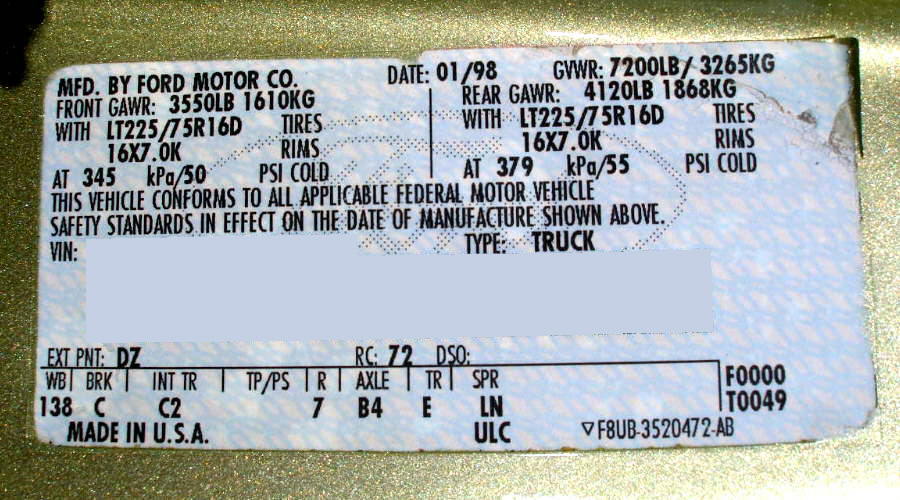 MFD. BY FORD MOTOR CO. DATE: 01/98 GVWR: 7200LB/ 3265KG
FRONT GAWR: 3550LB 1610KG REAR GAWR: 4120LB 1868KG
WITH LT225/75R16D TIRES WITH LT225/75R16D TIRES
16X7.0K RIMS 16X7.0K RIMS
AT 345 kPa/50 PSI COLD AT 379 kPa/55 PSI COLD
THIS VEHICLE CONFORMS TO ALL APPLICABLE FEDERAL MOTOR VEHICLE
SAFETY STANDARDS IN EFFECT ON THE DATE OF MANUFACTURE SHOWN ABOVE.
VIN: TYPE: TRUCK
EXT PNT: DZ RC: 72 DSO:
WB BRK INT TR TP/PS R AXLE TR SPR F0000
138 C C2 7 B4 E LN T0049
MADE IN U.S.A. ULC ▽F8UB-3520472-AB